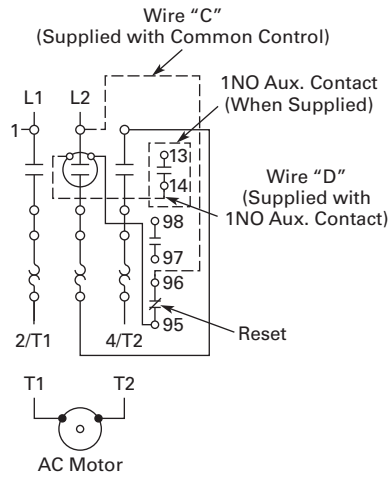 Wire “C”
(Supplied with Common Control)
1NO Aux. Contact
(When Supplied)
L1 L2
1
13
14
Wire “D”
(Supplied with
1NO Aux. Contact)
98
97
96
95
Reset
2/T1 4/T2
T1 T2
AC Motor